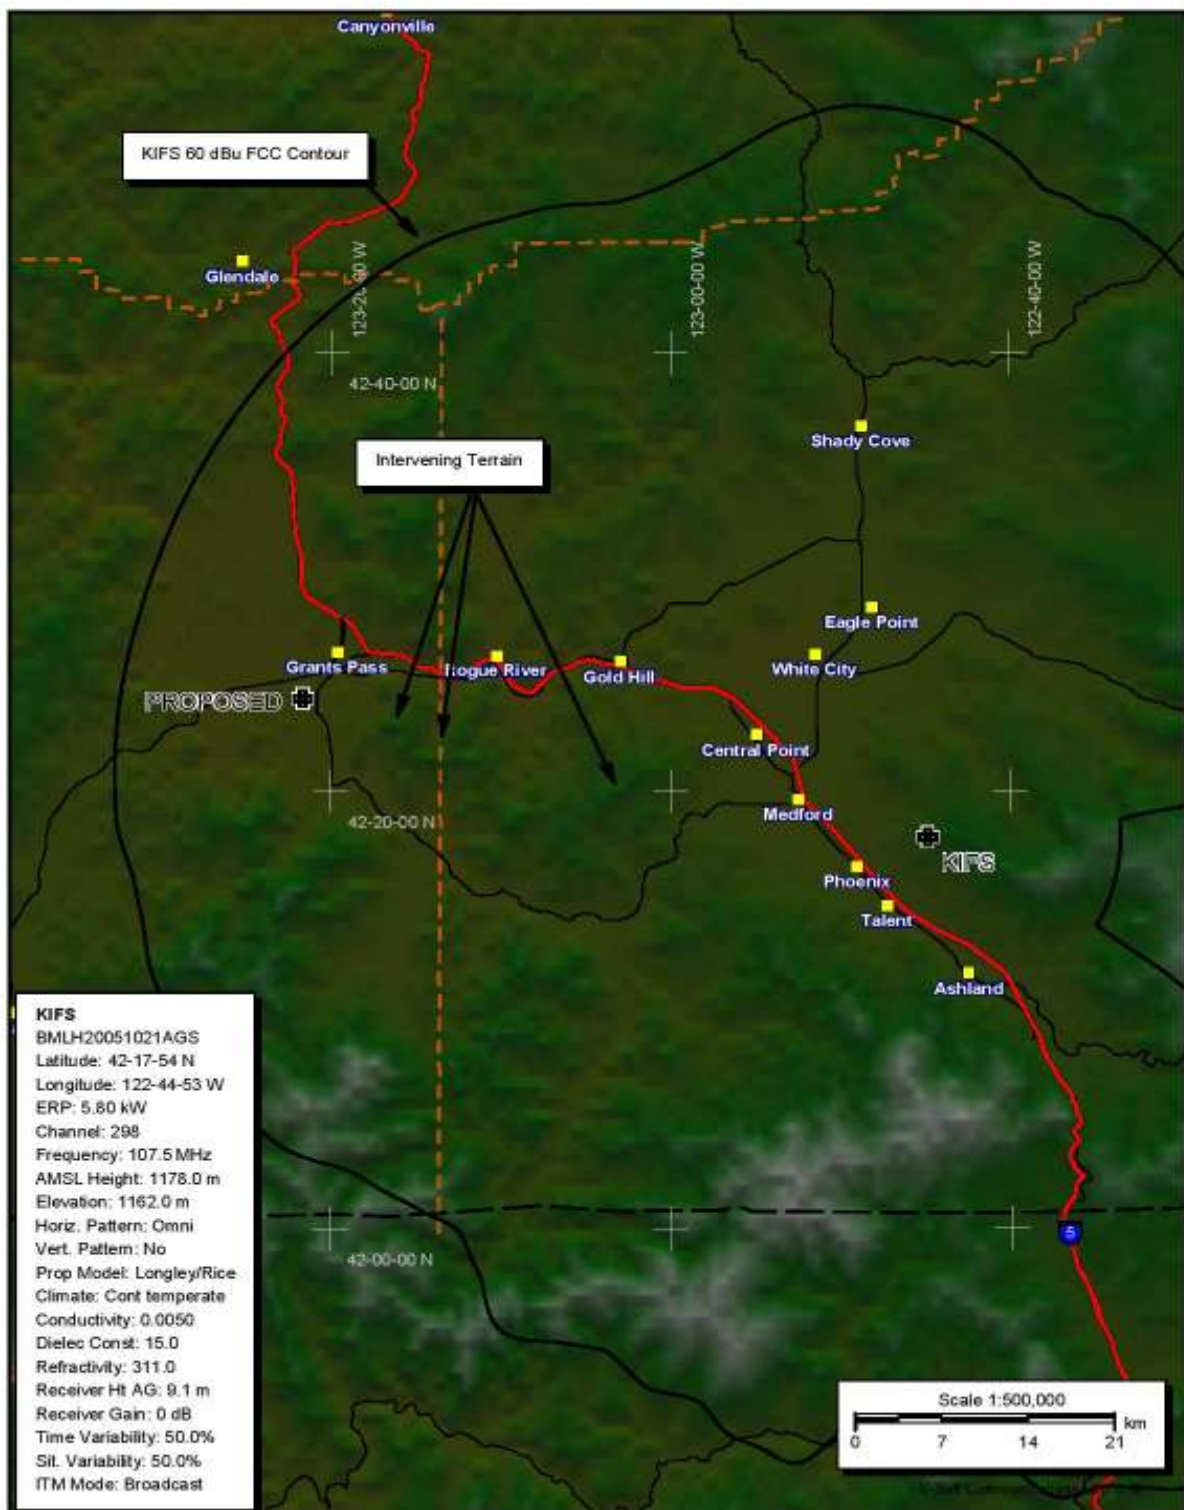 Canyonville
KIFS 60 dBu FCC Contour
Glendale
123-20-00 W
123-00-00 W
122-40-00 W
42-40-00 N
Shady Cove
Intervening Terrain
Eagle Point
Grants Pass
Rogue River
Gold Hill
White City
PROPOSED
Central Point
Medford
42-20-00 N
KIFS
Phoenix
Talent
Ashland
KIFS
BMLH20051021AGS
Latitude: 42-17-54 N
Longitude: 122-44-53 W
ERP: 5.80 kW
Channel: 298
Frequency: 107.5 MHz
AMSL Height: 1178.0 m
Elevation: 1162.0 m
Horiz. Pattern: Omni
Vert. Pattern: No
Prop Model: Longley/Rice
Climate: Cont temperate
Conductivity: 0.0050
Dielec Const: 15.0
Refractivity: 311.0
Receiver Ht AG: 9.1 m
Receiver Gain: 0 dB
Time Variability: 50.0%
Sit. Variability: 50.0%
ITM Mode: Broadcast
5
42-00-00 N
Scale 1:500,000
km
0 7 14 21